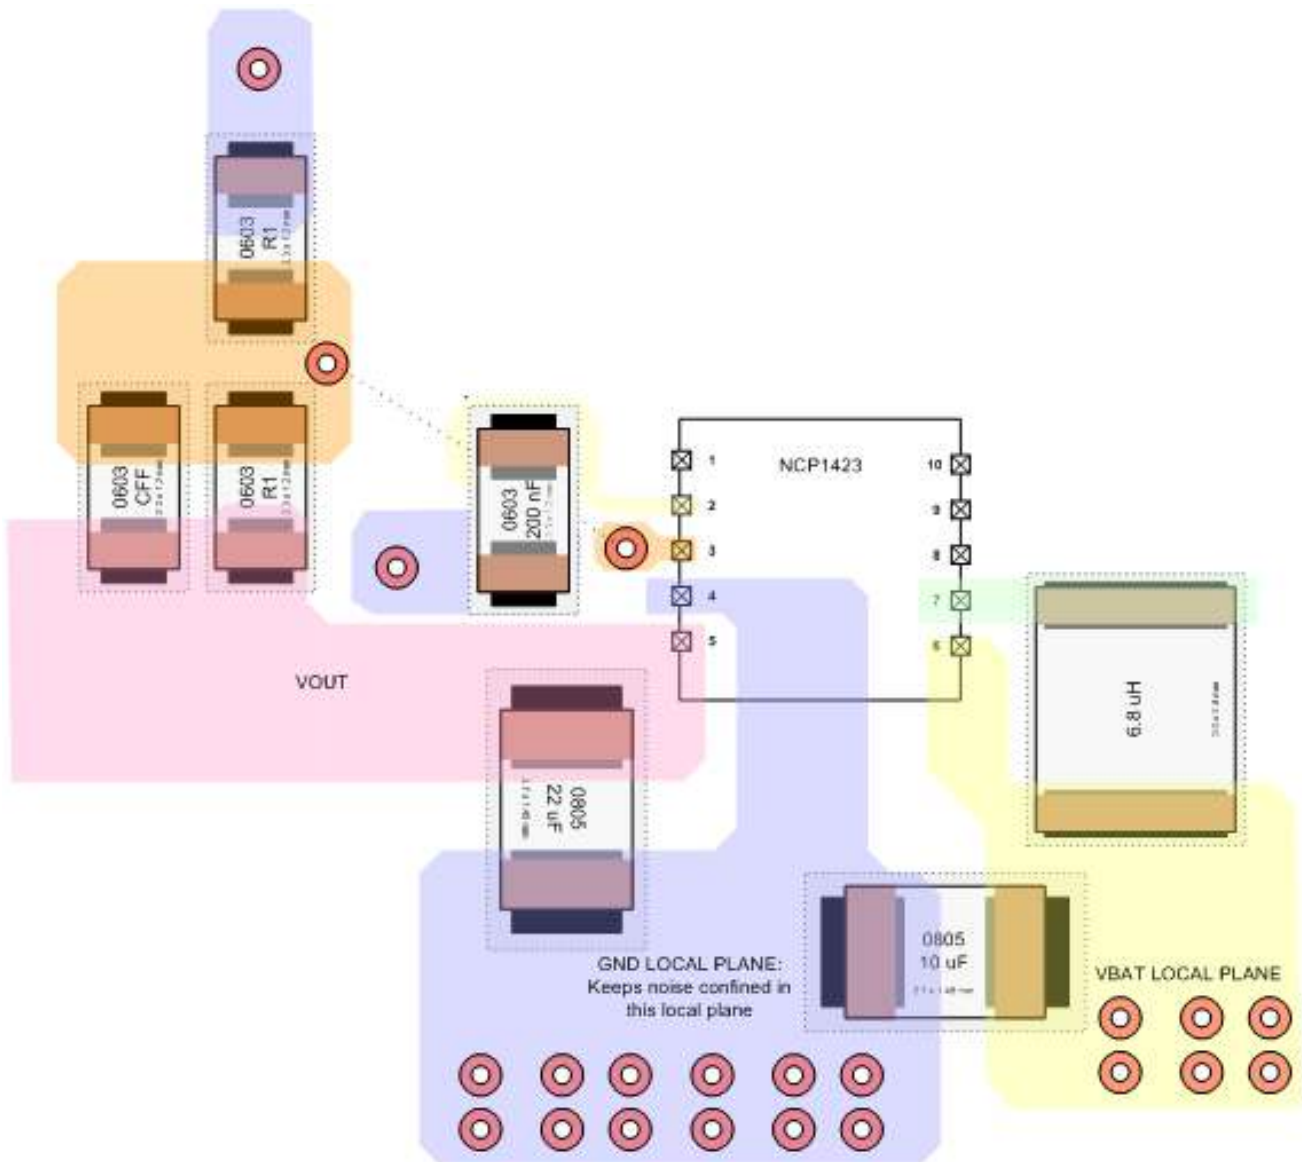 0603
R1
NCP1423
1
10
2
9
3
8
4
7
5
6
0603
CFF
0603
R1
0603
200 nF
VOUT
6.8 uH
0805
22 uF
GND LOCAL PLANE:
Keeps noise confined in
this local plane
0805
10 uF
VBAT LOCAL PLANE